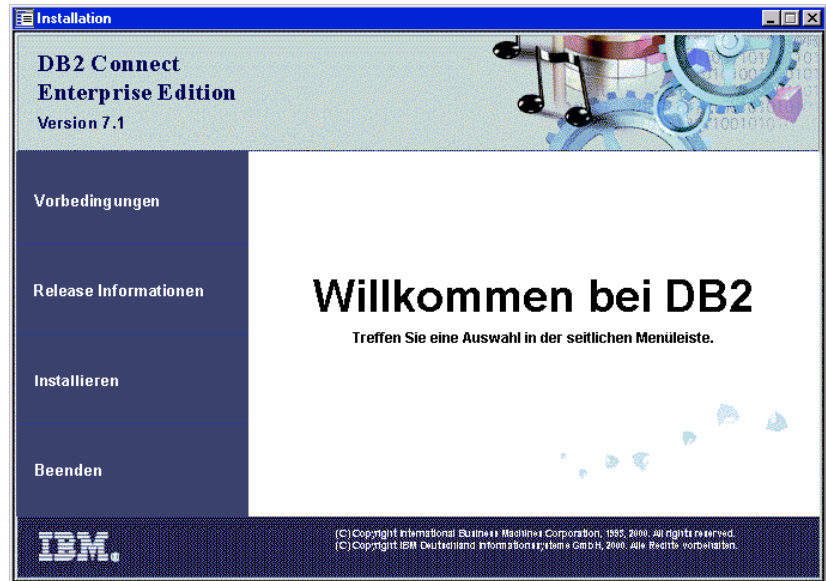 Installation
DB2 Connect
Enterprise Edition
Version 7.1
Vorbedingungen
Release Informationen
Installieren
Beenden
Willkommen bei DB2
Treffen Sie eine Auswahl in der seitlichen Menüleiste.
IBM
(C) Copyright International Business Machines Corporation, 1993, 2000. All rights reserved.
(C) Copyright IBM Deutschland Informationssysteme GmbH, 2000. Alle Rechte vorbehalten.